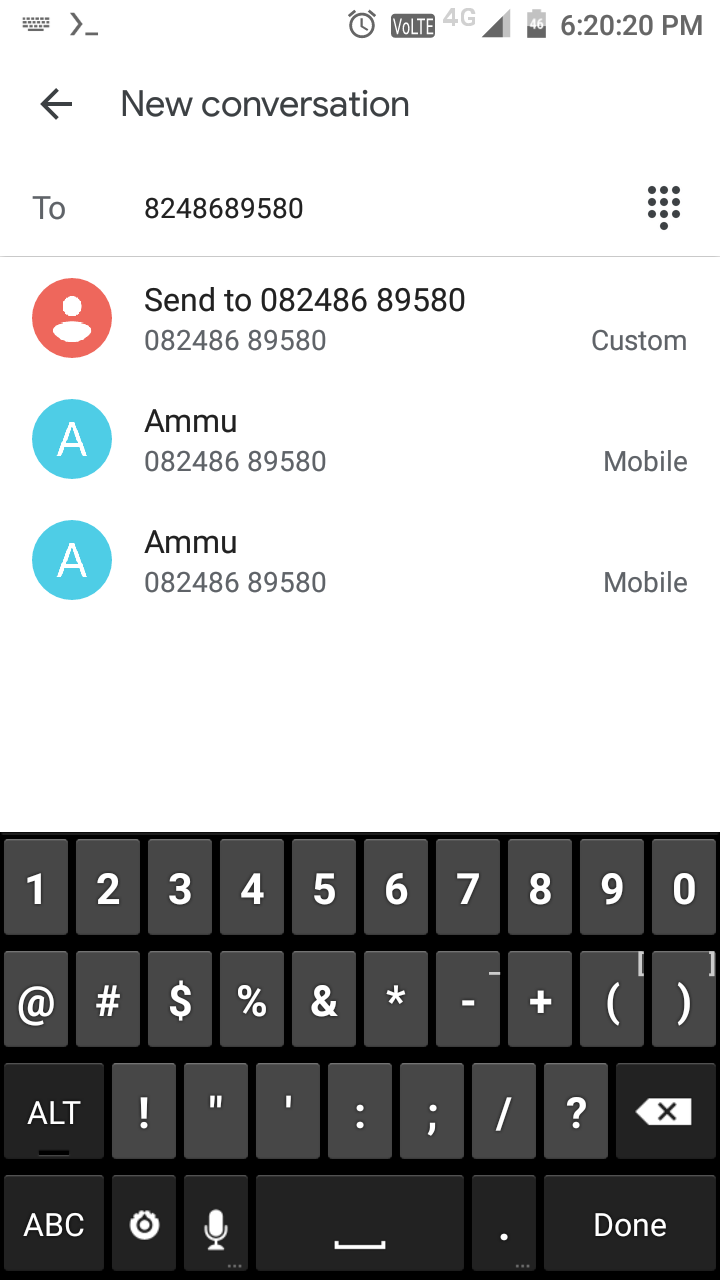 VoLTE 4G 46 6:20:20 PM
New conversation
To 8248689580
Send to 082486 89580
082486 89580 Custom
A Ammu
082486 89580 Mobile
A Ammu
082486 89580 Mobile
1 2 3 4 5 6 7 8 9 0
@ # $ % & * - _ + ( [ ) ]
ALT ! " ' : ; / ?
ABC ... . ... Done